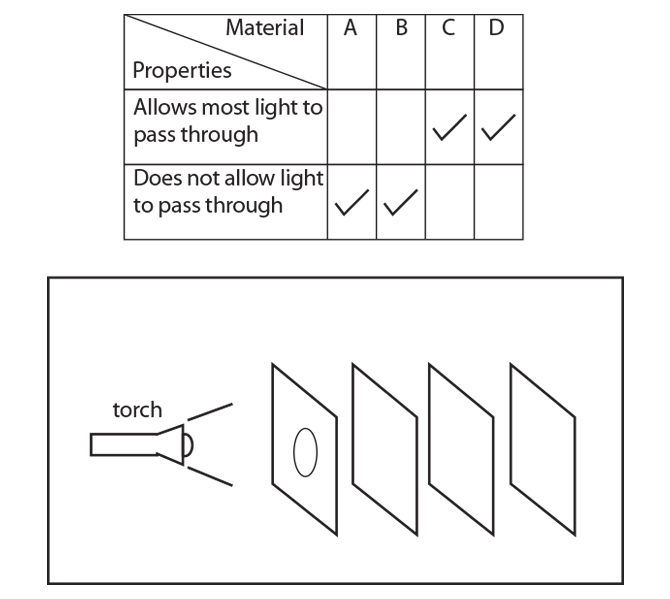 Material A B C D
Properties
Allows most light to
pass through
Does not allow light
to pass through
torch